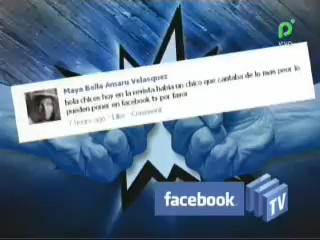 Maya Bella Amaru Velasquez
hola chicos hoy en la revista habia un chico que cantaba de lo mas peor lo
pueden poner en facebook tv por favor
7 hours ago · Like · Comment
facebook
TV